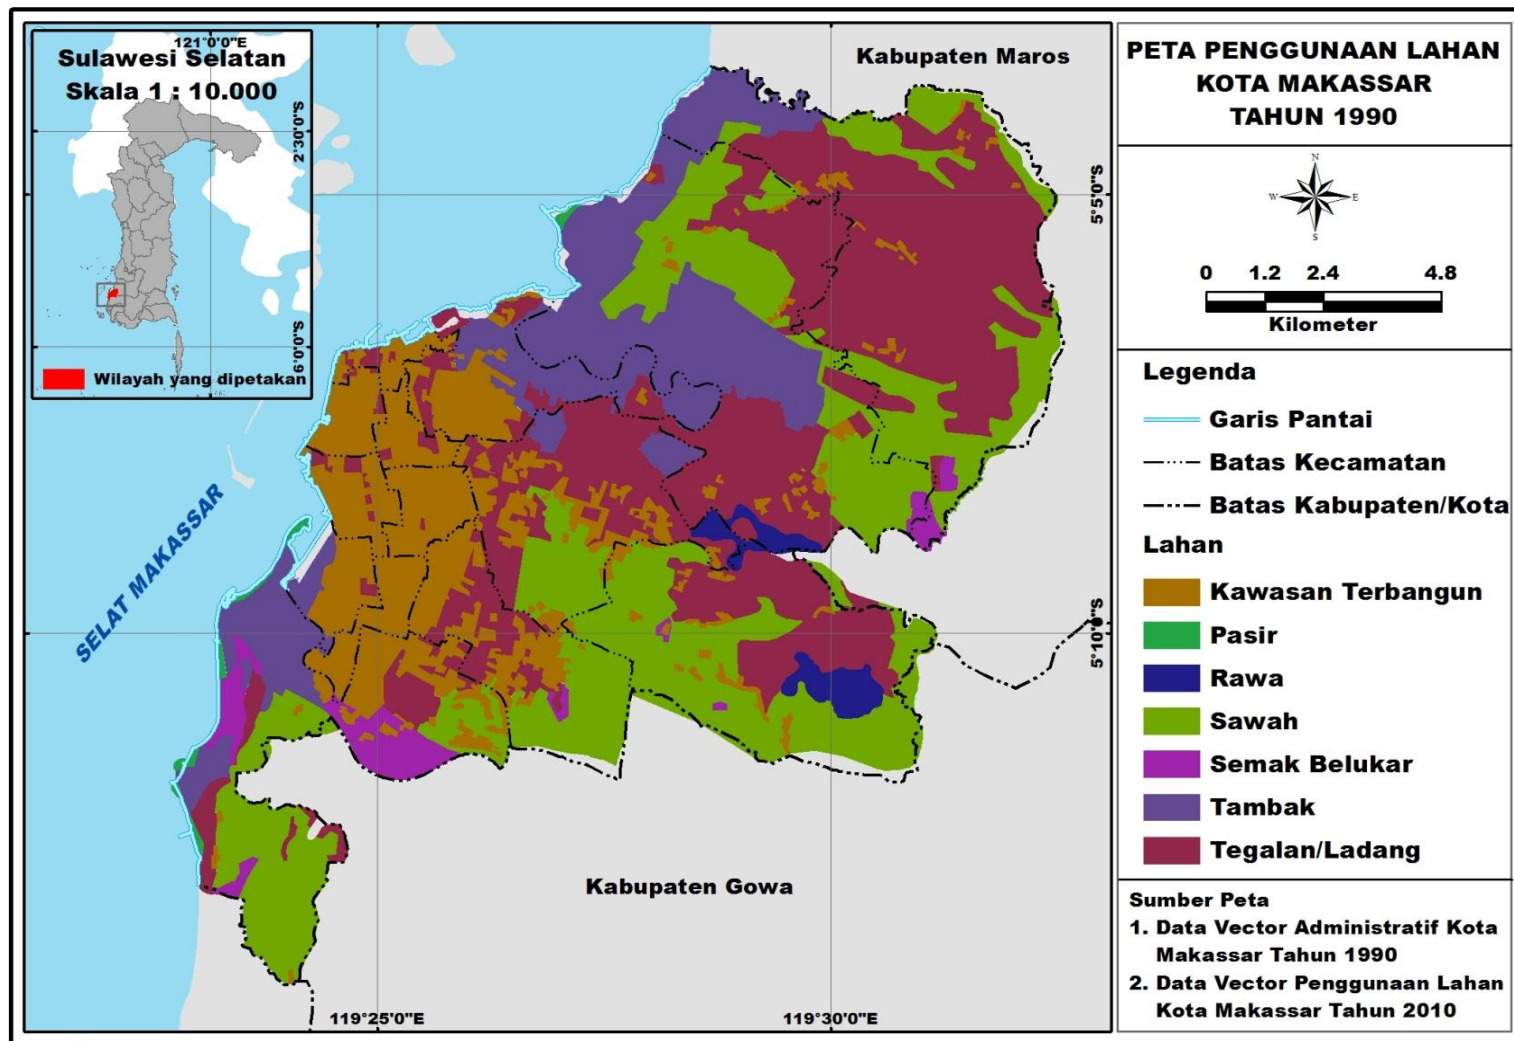 Sulawesi Selatan
Skala 1 : 10.000
121°0'0"E
2°30'0"S
6°0'0"S
Wilayah yang dipetakan
Kabupaten Maros
SELAT MAKASSAR
Kabupaten Gowa
5°5'0"S
5°10'0"S
119°25'0"E
119°30'0"E
PETA PENGGUNAAN LAHAN
KOTA MAKASSAR
TAHUN 1990
N
W
E
S
0 1.2 2.4 4.8
Kilometer
Legenda
Garis Pantai
Batas Kecamatan
Batas Kabupaten/Kota
Lahan
Kawasan Terbangun
Pasir
Rawa
Sawah
Semak Belukar
Tambak
Tegalan/Ladang
Sumber Peta
1. Data Vector Administratif Kota
Makassar Tahun 1990
2. Data Vector Penggunaan Lahan
Kota Makassar Tahun 2010